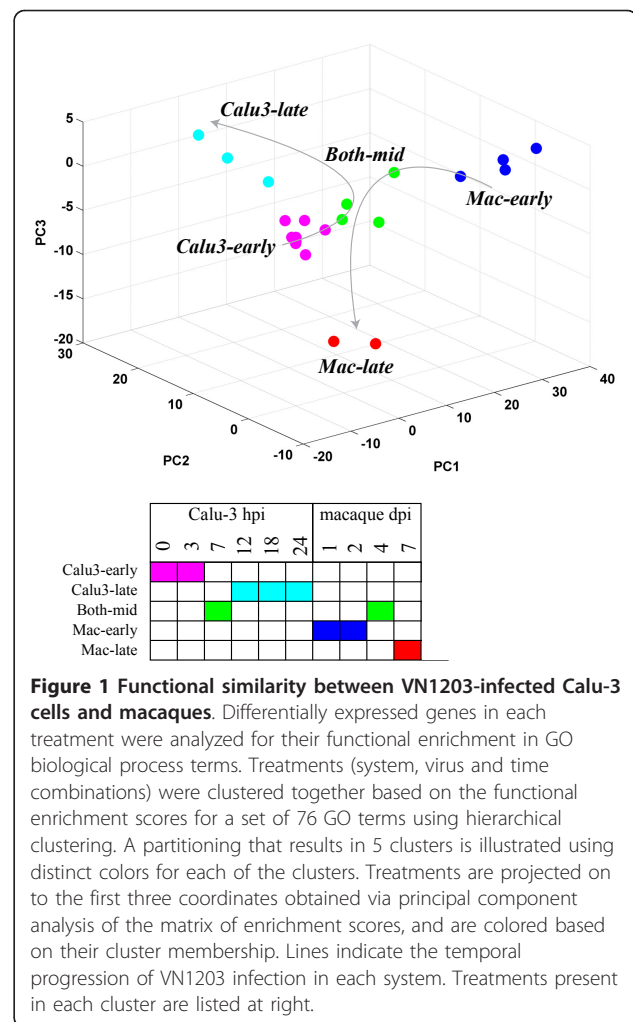 Calu3-late
Both-mid
Mac-early
Calu3-early
Mac-late
5
0
-5
-10
-15
-20
PC3
30
20
10
0
-10
PC2
-20
-10
0
10
20
30
40
PC1
Calu-3 hpi macaque dpi
0 3 7 12 18 24 1 2 4 7
Calu3-early
Calu3-late
Both-mid
Mac-early
Mac-late
Figure 1 Functional similarity between VN1203-infected Calu-3
cells and macaques. Differentially expressed genes in each
treatment were analyzed for their functional enrichment in GO
biological process terms. Treatments (system, virus and time
combinations) were clustered together based on the functional
enrichment scores for a set of 76 GO terms using hierarchical
clustering. A partitioning that results in 5 clusters is illustrated using
distinct colors for each of the clusters. Treatments are projected on
to the first three coordinates obtained via principal component
analysis of the matrix of enrichment scores, and are colored based
on their cluster membership. Lines indicate the temporal
progression of VN1203 infection in each system. Treatments present
in each cluster are listed at right.